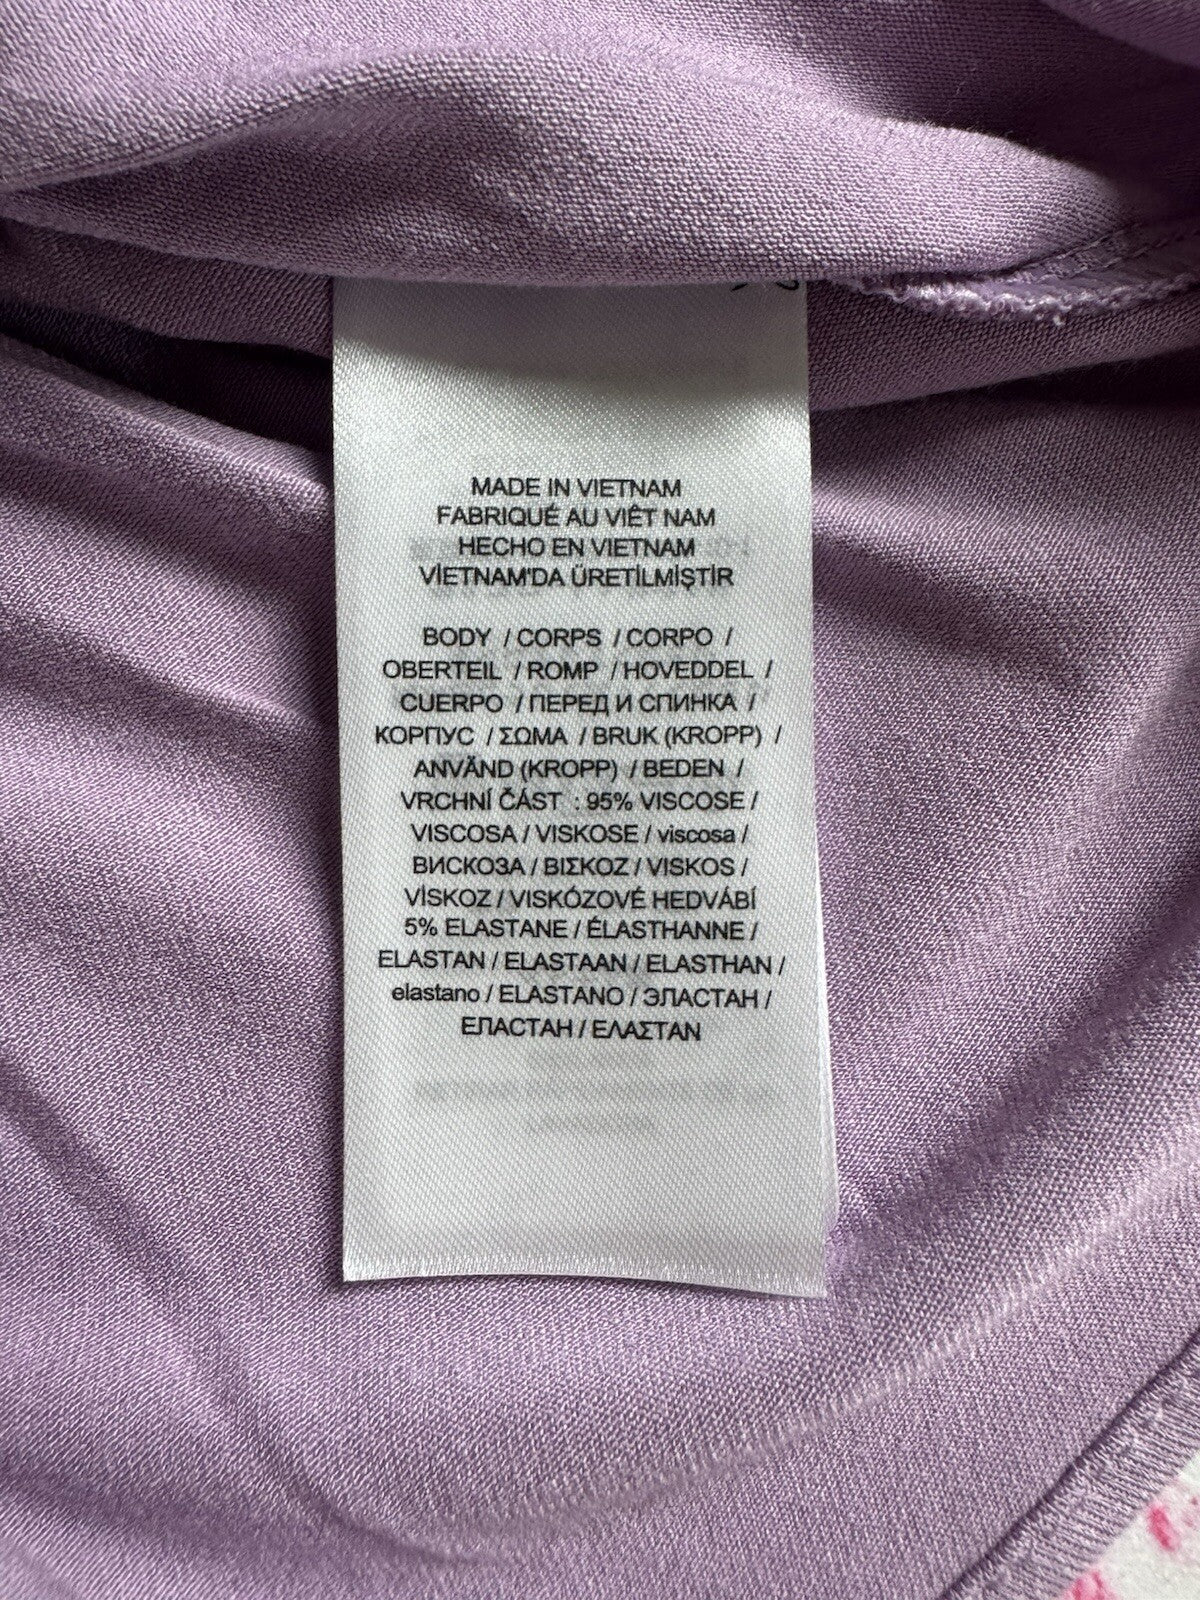 MADE IN VIETNAM
FABRIQUÉ AU VIÊT NAM
HECHO EN VIETNAM
VİETNAM'DA ÜRETİLMİŞTİR
BODY / CORPS / CORPO /
OBERTEIL / ROMP / HOVEDDEL /
CUERPO / ПЕРЕД И СПИНКА /
КОРПУС / ΣΩΜΑ / BRUK (KROPP) /
ANVÄND (KROPP) / BEDEN /
VRCHNÍ ČÁST : 95% VISCOSE /
VISCOSA / VISKOSE / viscosa /
ВИСКОЗА / ΒΙΣΚΟΖ / VISKOS /
VİSKOZ / VISKÓZOVÉ HEDVÁBÍ
5% ELASTANE / ÉLASTHANNE /
ELASTAN / ELASTAAN / ELASTHAN /
elastano / ELASTANO / ЭЛАСТАН /
ЕЛАСТАН / ΕΛΑΣΤΑΝ